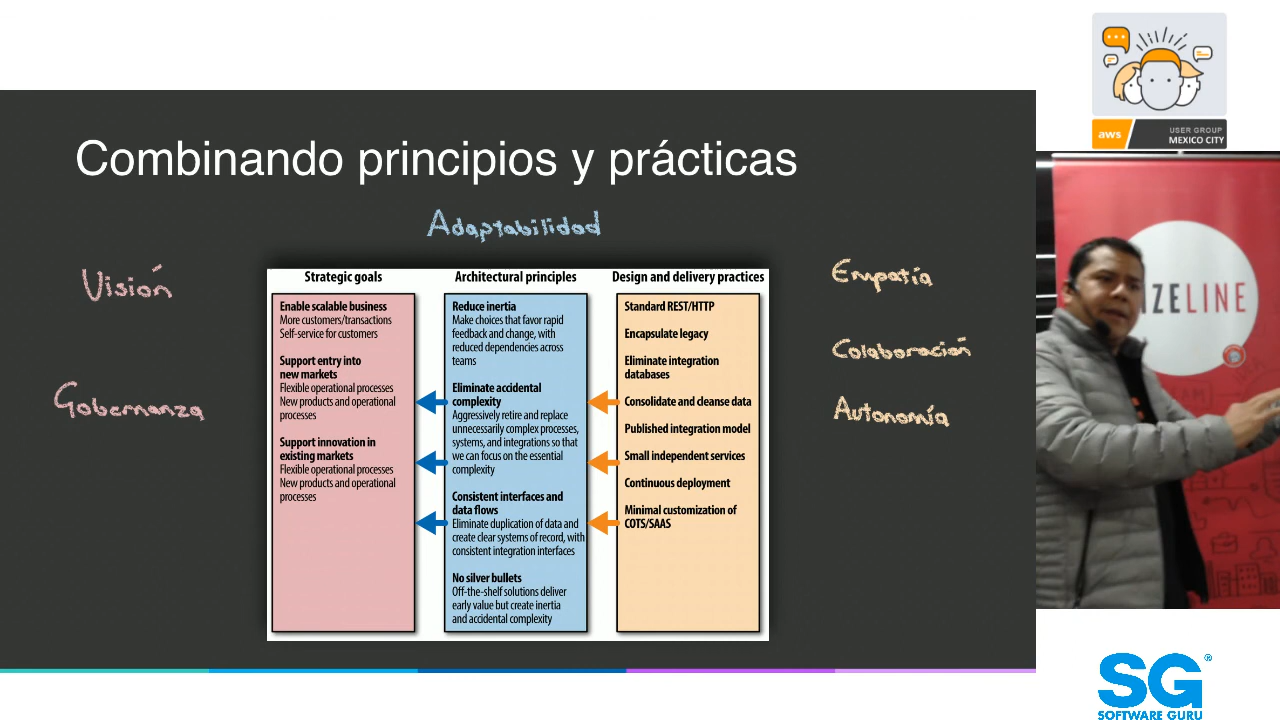 Combinando principios y prácticas
Adaptabilidad
Visión
Gobernanza
Strategic goals
Enable scalable business
More customers/transactions
Self-service for customers
Support entry into
new markets
Flexible operational processes
New products and operational
processes
Support innovation in
existing markets
Flexible operational processes
New products and operational
processes
Architectural principles
Reduce inertia
Make choices that favor rapid
feedback and change, with
reduced dependencies across
teams
Eliminate accidental
complexity
Aggressively retire and replace
unnecessarily complex processes,
systems, and integrations so that
we can focus on the essential
complexity
Consistent interfaces and
data flows
Eliminate duplication of data and
create clear systems of record, with
consistent integration interfaces
No silver bullets
Off-the-shelf solutions deliver
early value but create inertia
and accidental complexity
Design and delivery practices
Standard REST/HTTP
Encapsulate legacy
Eliminate integration
databases
Consolidate and cleanse data
Published integration model
Small independent services
Continuous deployment
Minimal customization of
COTS/SAAS
Empatía
Colaboración
Autonomía
aws
USER GROUP
MEXICO CITY
IZELINE
SG®
SOFTWARE GURU